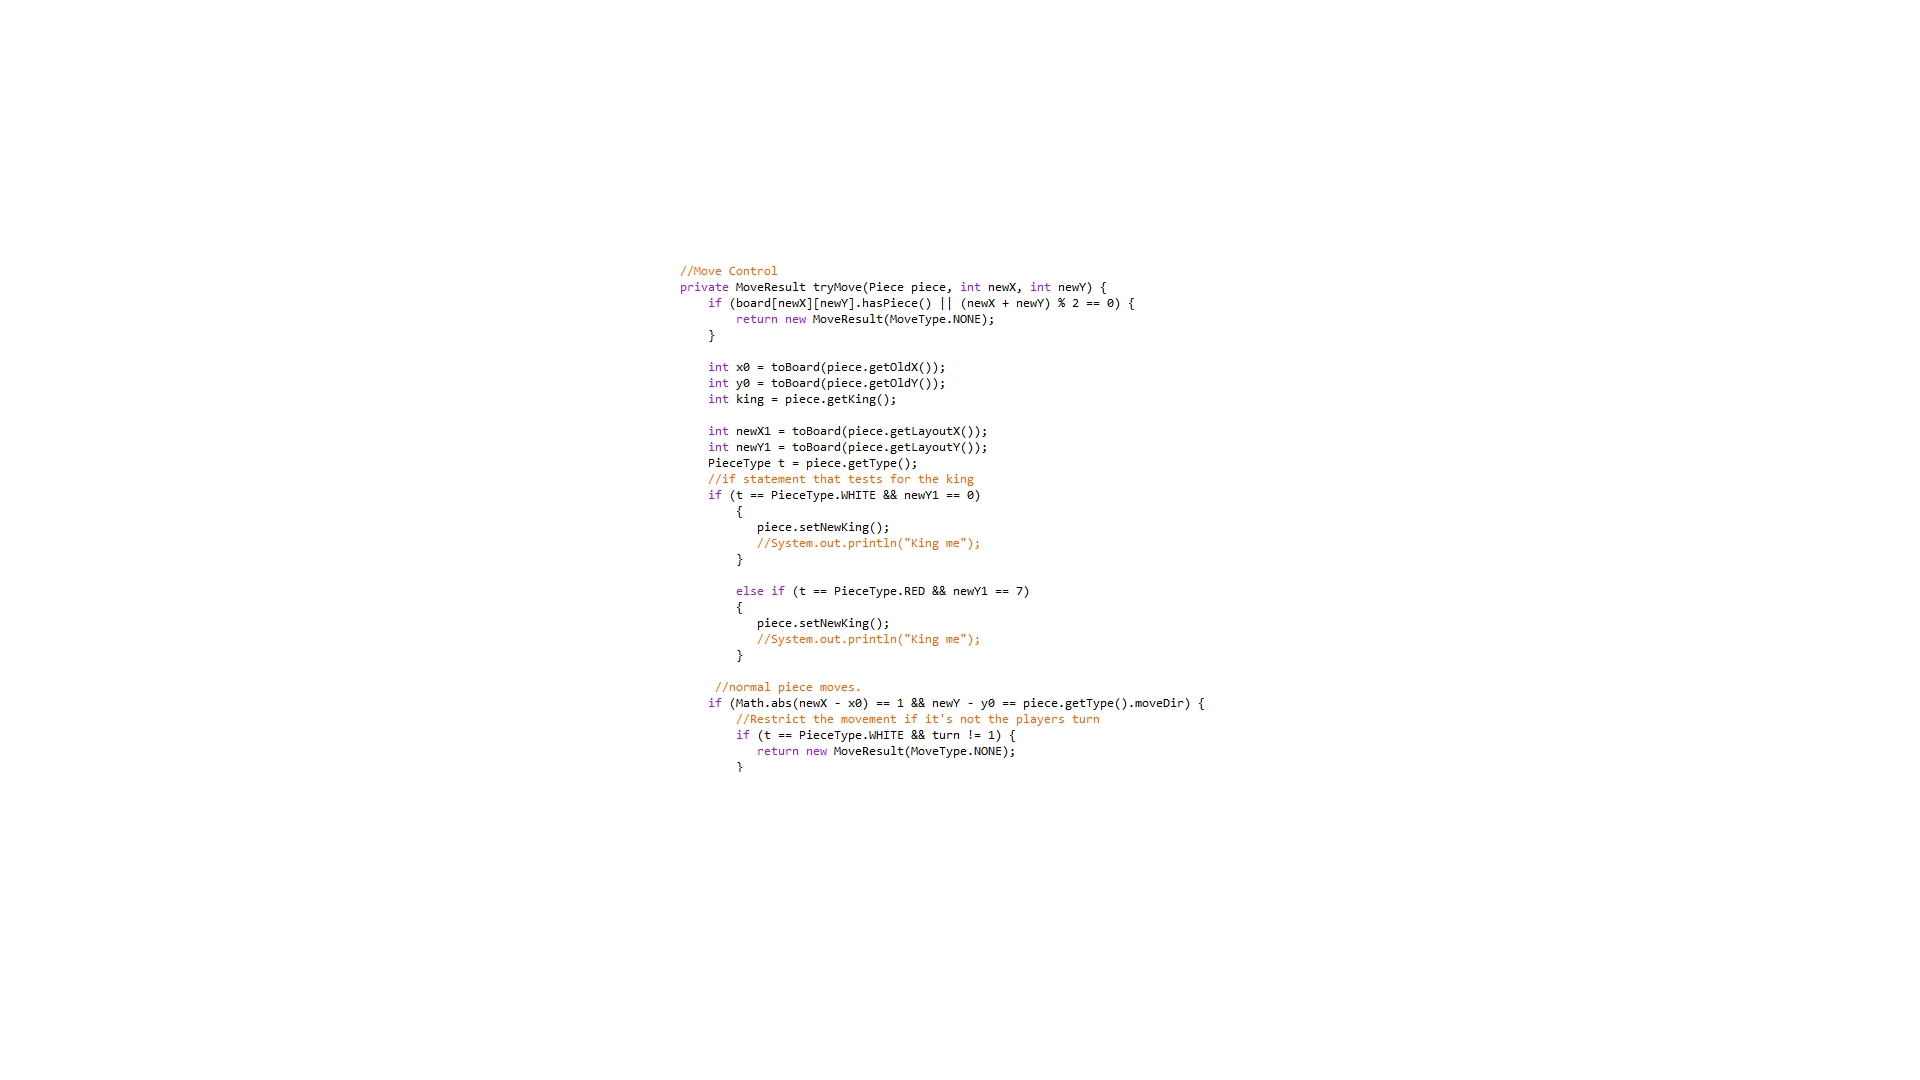 //Move Control
private MoveResult tryMove(Piece piece, int newX, int newY) {
    if (board[newX][newY].hasPiece() || (newX + newY) % 2 == 0) {
        return new MoveResult(MoveType.NONE);
    }

    int x0 = toBoard(piece.getOldX());
    int y0 = toBoard(piece.getOldY());
    int king = piece.getKing();

    int newX1 = toBoard(piece.getLayoutX());
    int newY1 = toBoard(piece.getLayoutY());
    PieceType t = piece.getType();
    //if statement that tests for the king
    if (t == PieceType.WHITE && newY1 == 0)
        {
           piece.setNewKing();
           //System.out.println("King me");
        }

        else if (t == PieceType.RED && newY1 == 7)
        {
           piece.setNewKing();
           //System.out.println("King me");
        }

     //normal piece moves.
    if (Math.abs(newX - x0) == 1 && newY - y0 == piece.getType().moveDir) {
        //Restrict the movement if it's not the players turn
        if (t == PieceType.WHITE && turn != 1) {
           return new MoveResult(MoveType.NONE);
        }